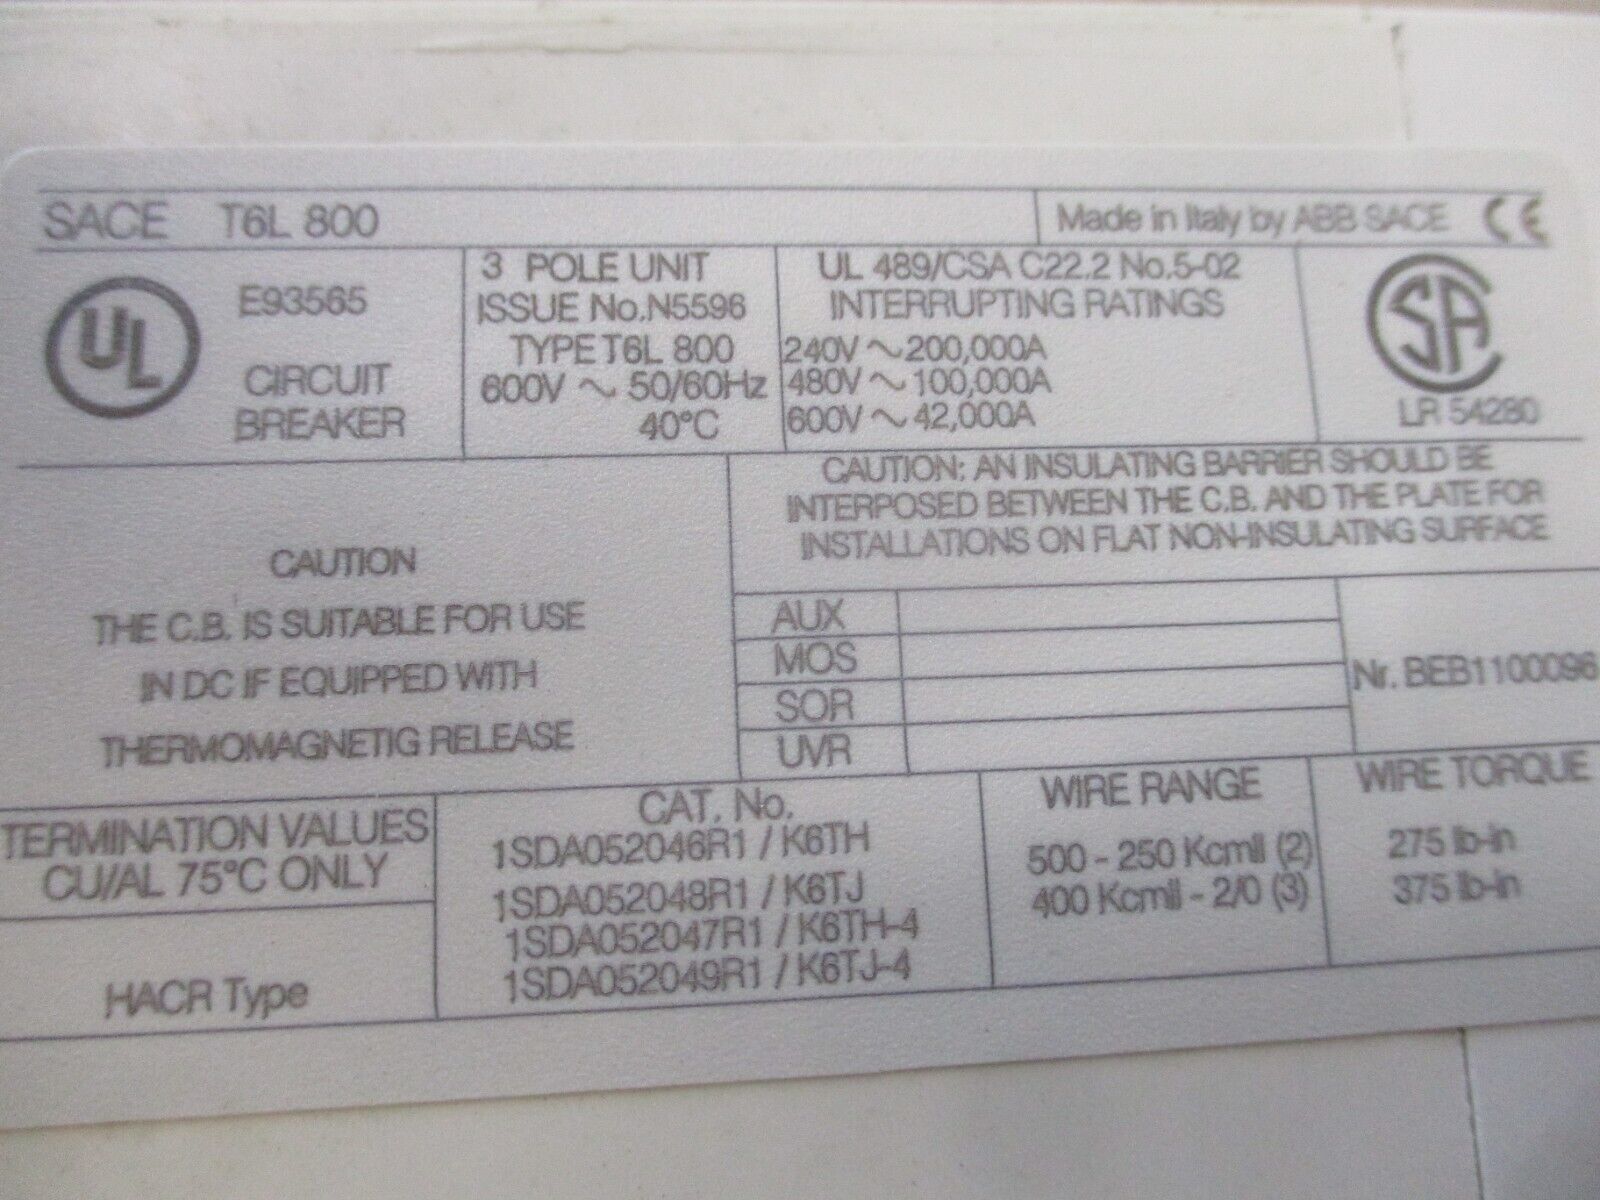 SACE T6L 800
Made in Italy by ABB SACE CE
UL
E93565
CIRCUIT
BREAKER
3 POLE UNIT
ISSUE No.N5596
TYPE T6L 800
600V ~ 50/60Hz
40°C
UL 489/CSA C22.2 No.5-02
INTERRUPTING RATINGS
240V ~ 200,000A
480V ~ 100,000A
600V ~ 42,000A
SA
LR 54280
CAUTION
THE C.B. IS SUITABLE FOR USE
IN DC IF EQUIPPED WITH
THERMOMAGNETIG RELEASE
CAUTION: AN INSULATING BARRIER SHOULD BE
INTERPOSED BETWEEN THE C.B. AND THE PLATE FOR
INSTALLATIONS ON FLAT NON-INSULATING SURFACE
AUX
MOS
SOR
UVR
Nr. BEB1100096
TERMINATION VALUES
CU//AL 75°C ONLY
HACR Type
CAT. No.
1SDA052046R1 / K6TH
1SDA052048R1 / K6TJ
1SDA052047R1 / K6TH-4
1SDA052049R1 / K6TJ-4
WIRE RANGE
500 - 250 Kcmil (2)
400 Kcmil - 2/0 (3)
WIRE TORQUE
275 lb-in
375 lb-in